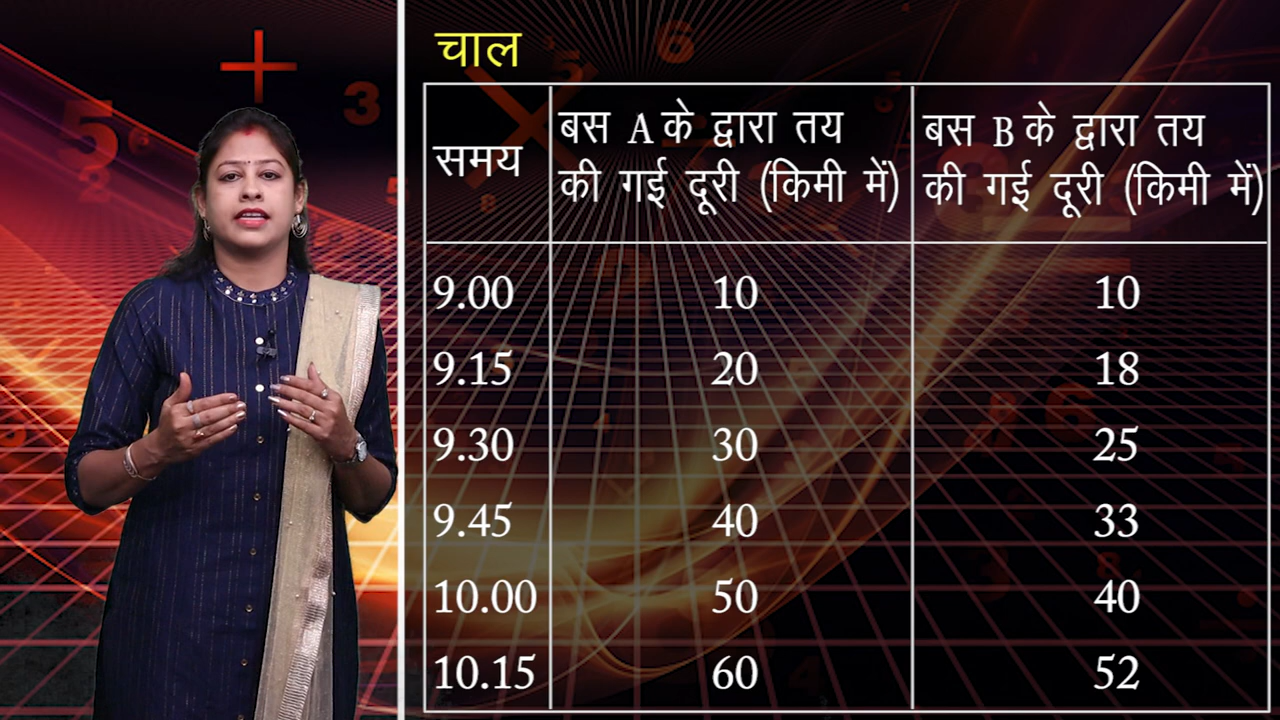 चाल
समय
बस A के द्वारा तय
की गई दूरी (किमी में)
बस B के द्वारा तय
की गई दूरी (किमी में)
9.00 10 10
9.15 20 18
9.30 30 25
9.45 40 33
10.00 50 40
10.15 60 52